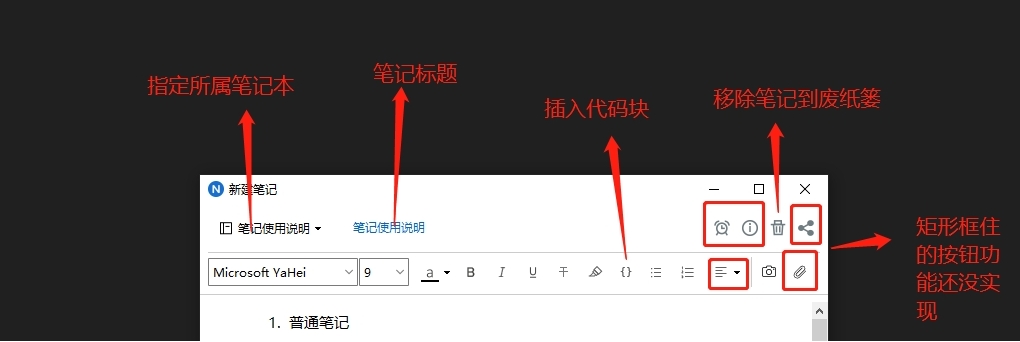 笔记标题
指定所属笔记本
移除笔记到废纸篓
插入代码块
N 新建笔记
笔记使用说明 笔记使用说明
矩形框住
的按钮功
能还没实
现
Microsoft YaHei 9 a B I U T {}
1. 普通笔记